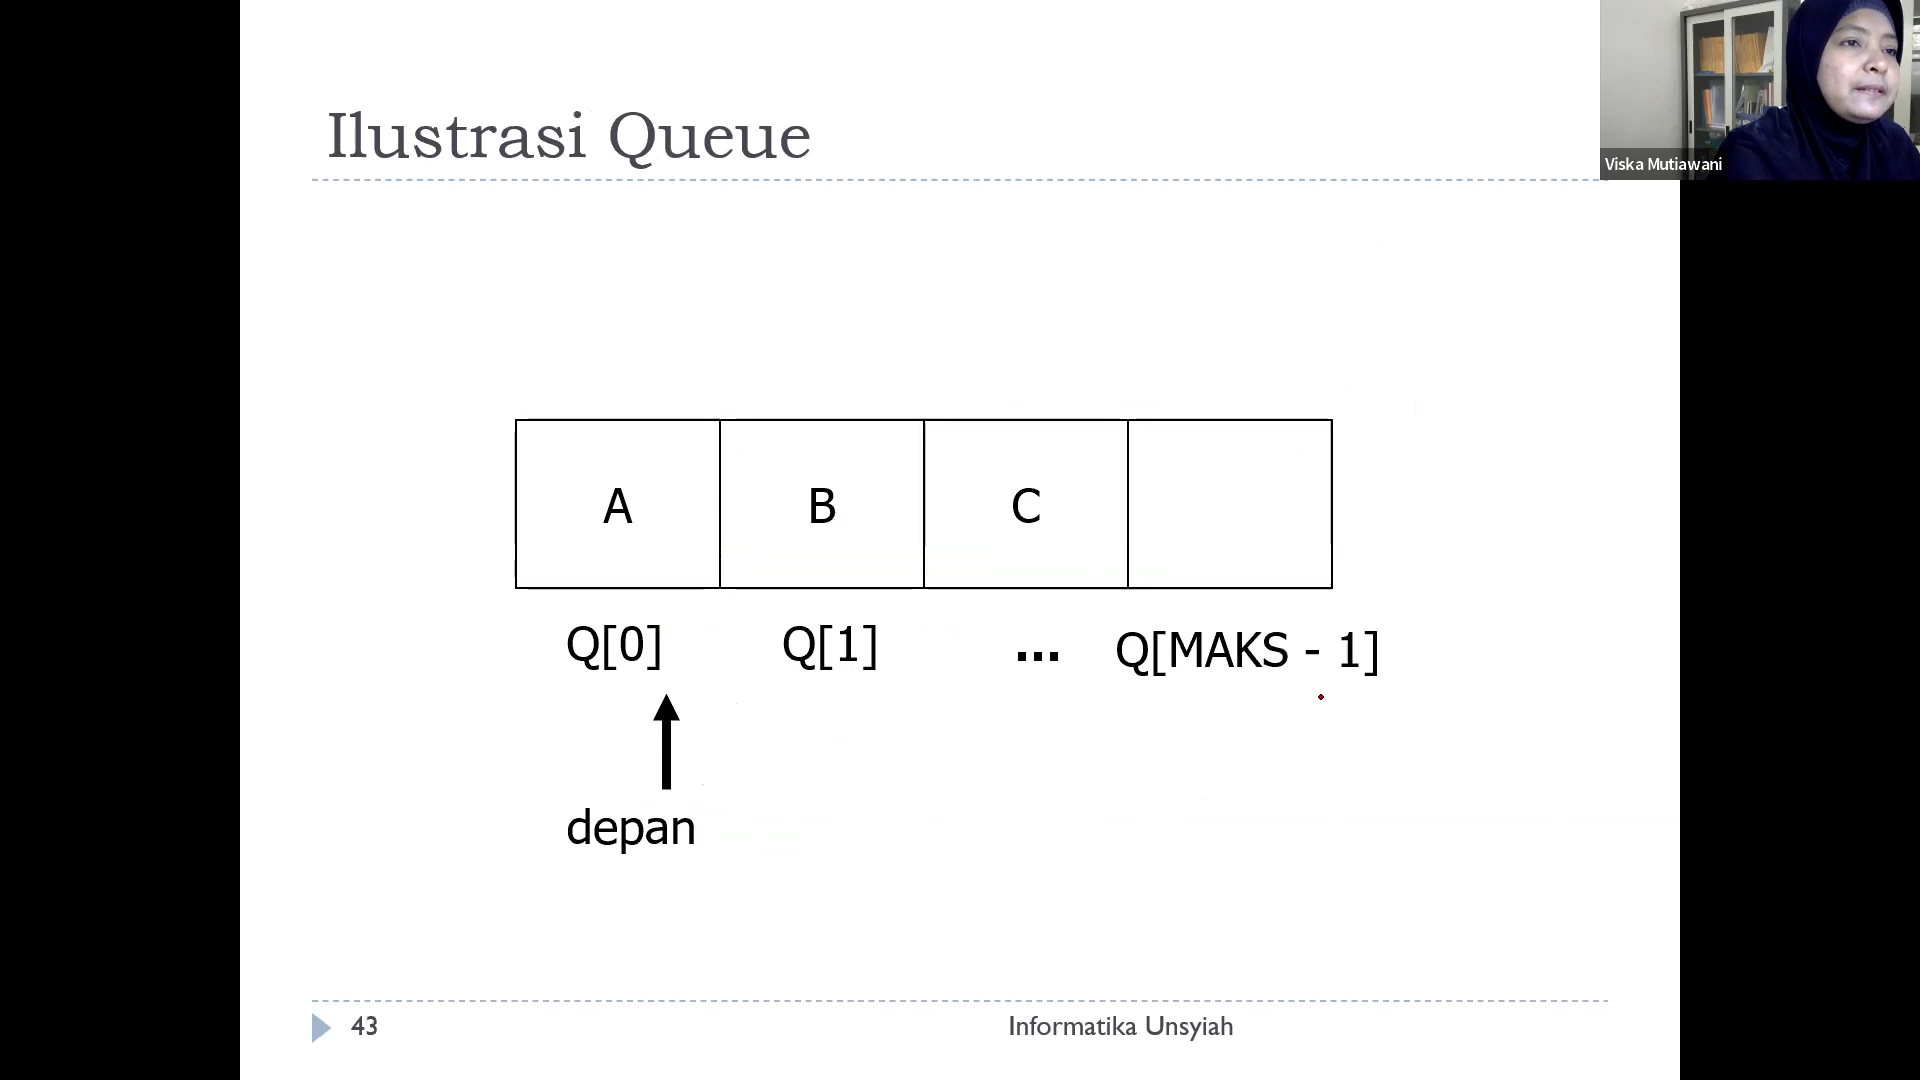 Ilustrasi Queue
Viska Mutiawani
A B C
Q[0] Q[1] ... Q[MAKS - 1]
depan
43 Informatika Unsyiah